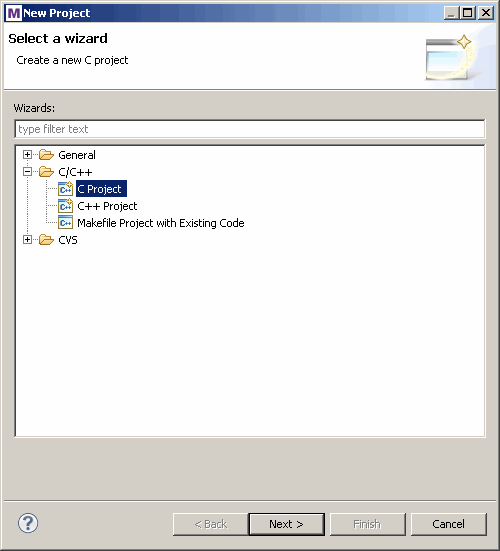 M New Project
Select a wizard
Create a new C project
Wizards:
type filter text
General
C/C++
C Project
C++ Project
Makefile Project with Existing Code
CVS
?
< Back
Next >
Finish
Cancel